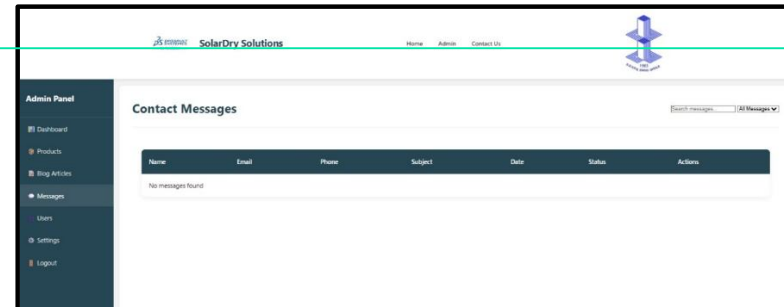 SolarDry Solutions
Home Admin Contact Us
1983
Admin Panel
Dashboard
Products
Blog Articles
Messages
Users
Settings
Logout
Contact Messages
Search messages... All Messages
Name Email Phone Subject Date Status Actions
No messages found